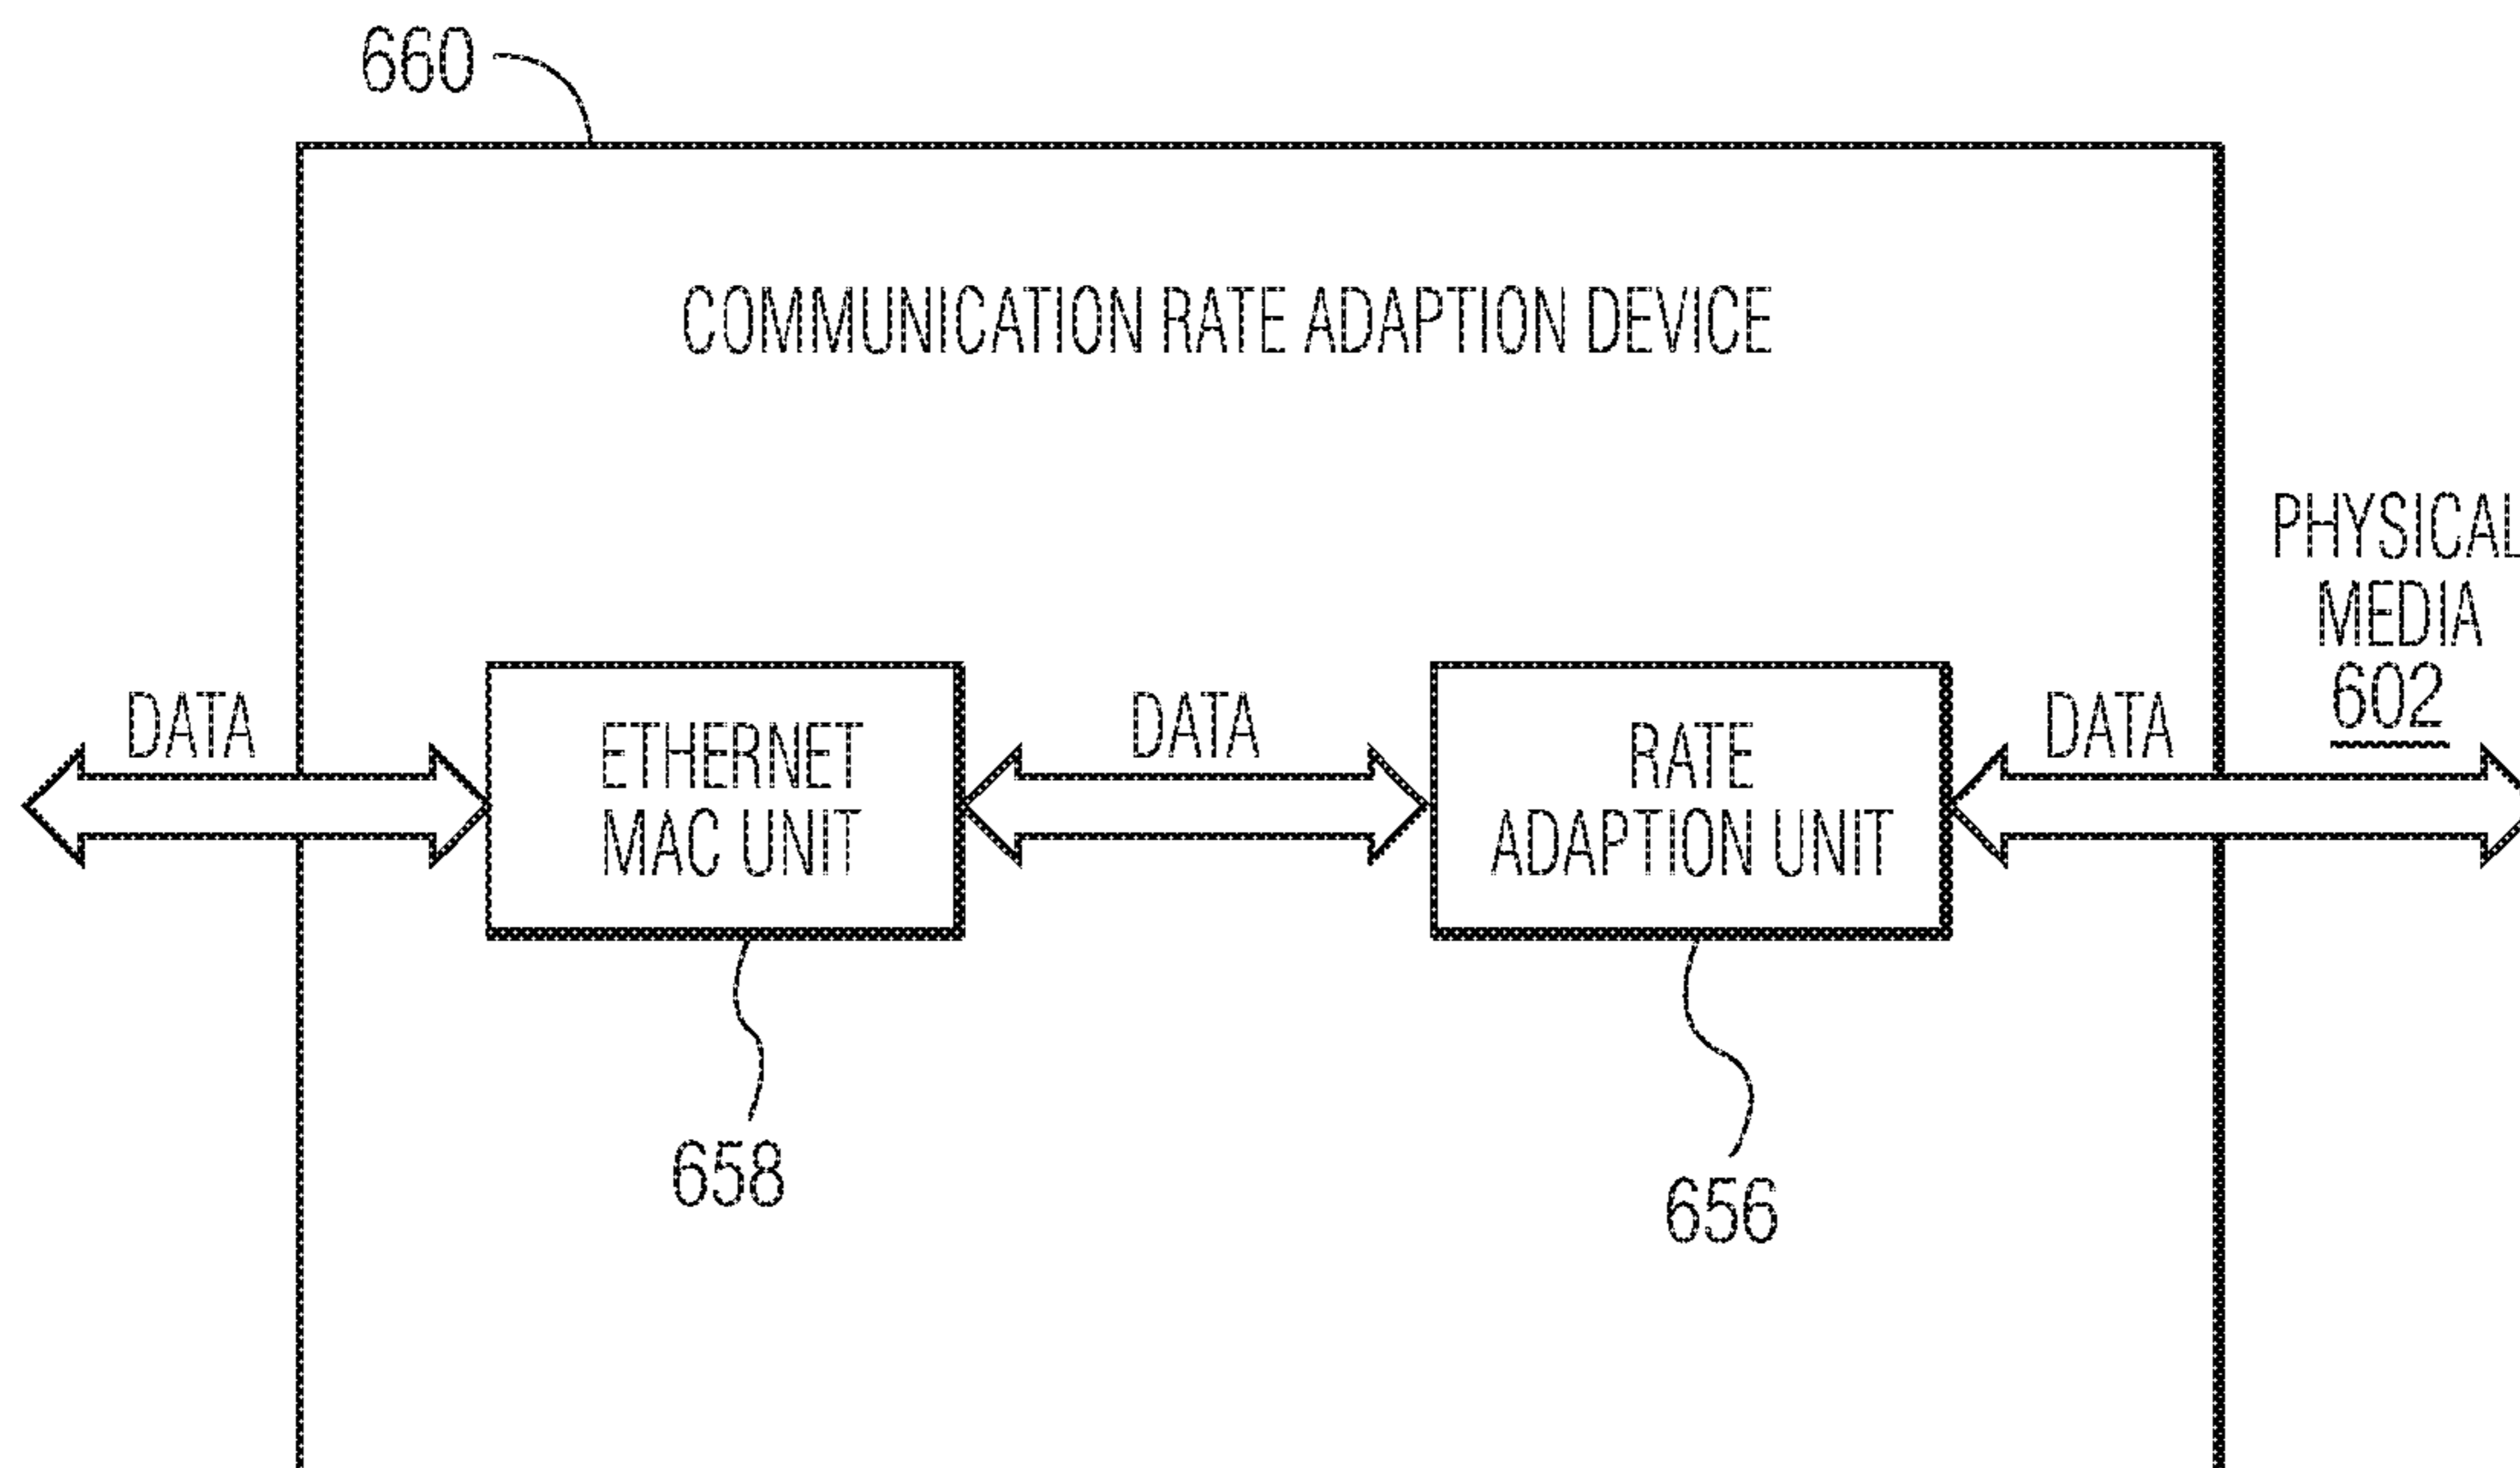 660
COMMUNICATION RATE ADAPTION DEVICE
PHYSICAL
MEDIA
602
DATA
ETHERNET
MAC UNIT
DATA
RATE
ADAPTION UNIT
DATA
658
656